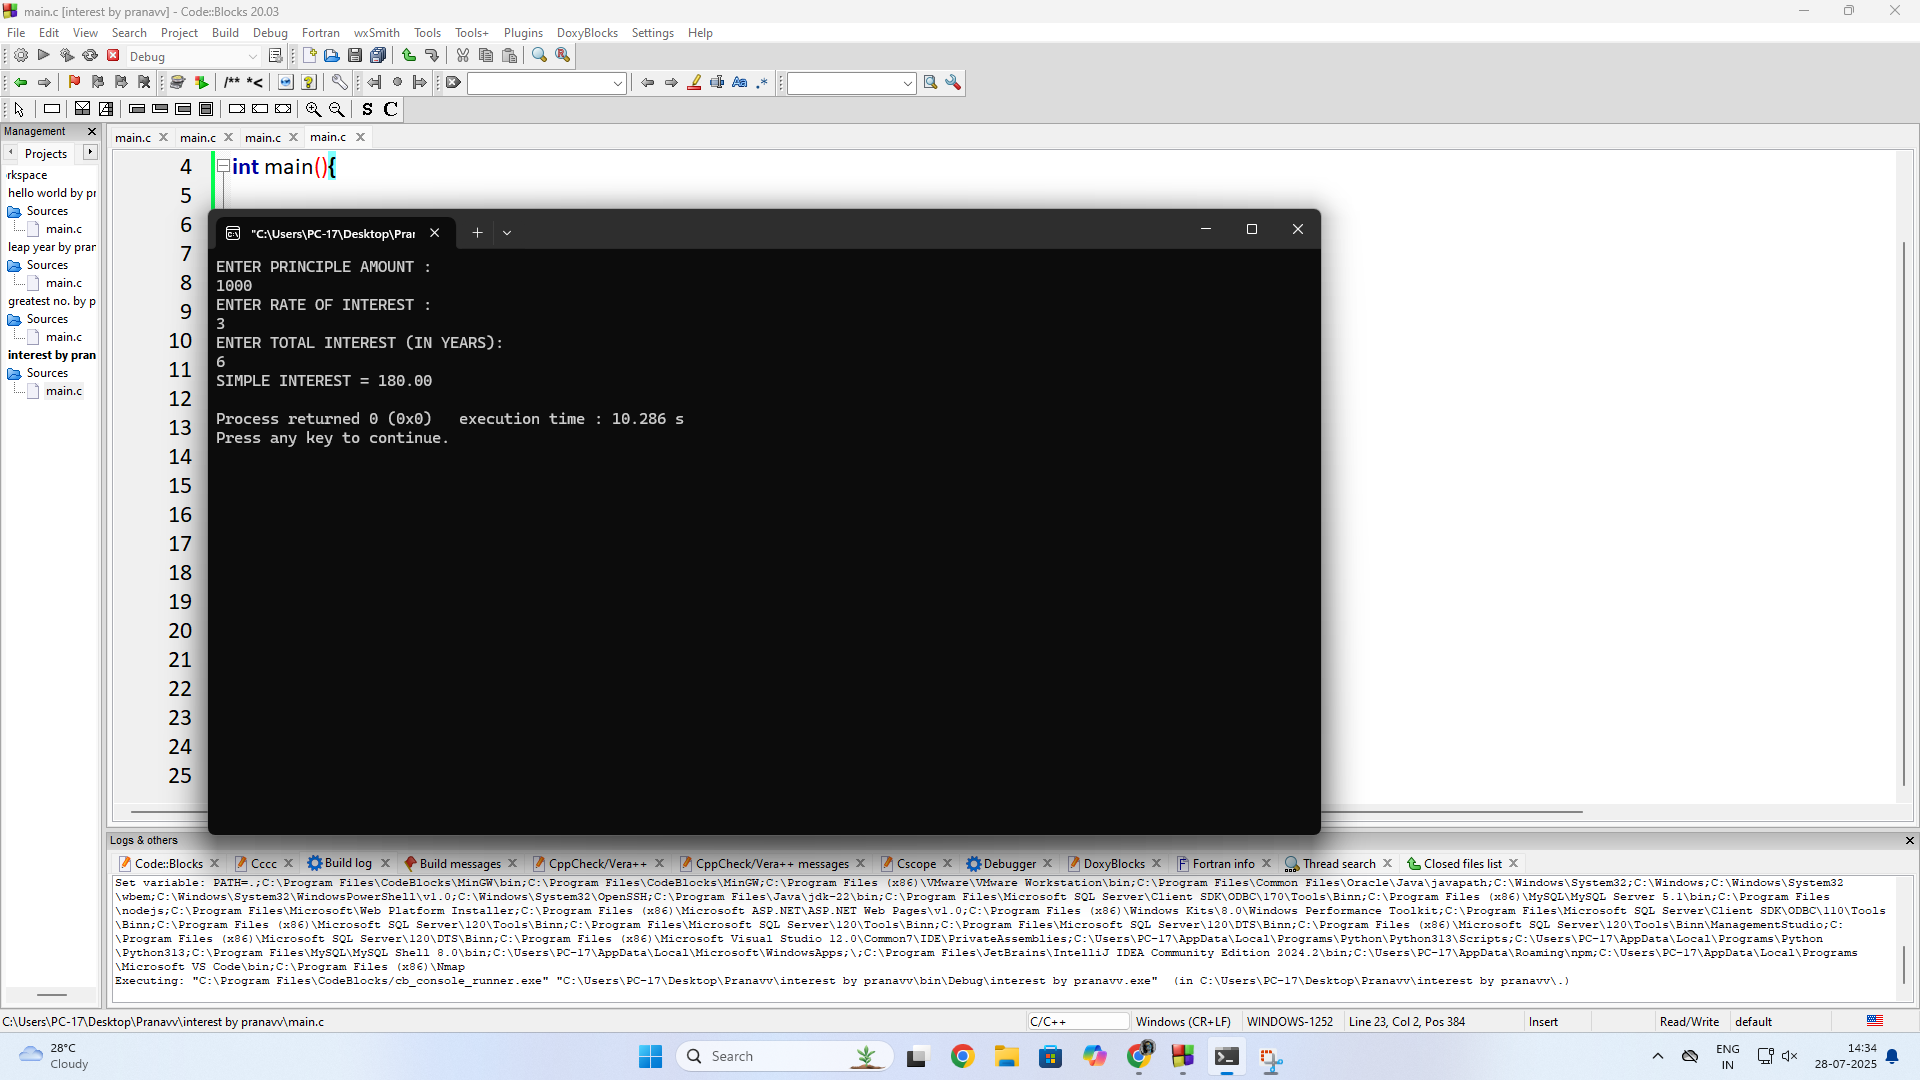 main.c [interest by pranavv] - Code::Blocks 20.03
File Edit View Search Project Build Debug Fortran wxSmith Tools Tools+ Plugins DoxyBlocks Settings Help
Debug
/** *<
Aa .*
S C
Management
Projects
main.c main.c main.c main.c
rkspace
hello world by pr
Sources
main.c
leap year by pran
Sources
main.c
greatest no. by p
Sources
main.c
interest by pran
Sources
main.c
4 int main(){
5
6
7
8
9
10
11
12
13
14
15
16
17
18
19
20
21
22
23
24
25
"C:\Users\PC-17\Desktop\Prar
ENTER PRINCIPLE AMOUNT :
1000
ENTER RATE OF INTEREST :
3
ENTER TOTAL INTEREST (IN YEARS):
6
SIMPLE INTEREST = 180.00
Process returned 0 (0x0)   execution time : 10.286 s
Press any key to continue.
Logs & others
Code::Blocks Cccc Build log Build messages CppCheck/Vera++ CppCheck/Vera++ messages Cscope Debugger DoxyBlocks Fortran info Thread search Closed files list
Set variable: PATH=.;C:\Program Files\CodeBlocks\MinGW\bin;C:\Program Files\CodeBlocks\MinGW;C:\Program Files (x86)\VMware\VMware Workstation\bin;C:\Program Files\Common Files\Oracle\Java\javapath;C:\Windows\System32;C:\Windows;C:\Windows\System32
\wbem;C:\Windows\System32\WindowsPowerShell\v1.0;C:\Windows\System32\OpenSSH;C:\Program Files\Java\jdk-22\bin;C:\Program Files\Microsoft SQL Server\Client SDK\ODBC\170\Tools\Binn;C:\Program Files (x86)\MySQL\MySQL Server 5.1\bin;C:\Program Files
\nodejs;C:\Program Files\Microsoft\Web Platform Installer;C:\Program Files (x86)\Microsoft ASP.NET\ASP.NET Web Pages\v1.0;C:\Program Files (x86)\Windows Kits\8.0\Windows Performance Toolkit;C:\Program Files\Microsoft SQL Server\Client SDK\ODBC\110\Tools
\Binn;C:\Program Files (x86)\Microsoft SQL Server\120\Tools\Binn;C:\Program Files\Microsoft SQL Server\120\Tools\Binn;C:\Program Files\Microsoft SQL Server\120\DTS\Binn;C:\Program Files (x86)\Microsoft SQL Server\120\Tools\Binn\ManagementStudio;C:
\Program Files (x86)\Microsoft SQL Server\120\DTS\Binn;C:\Program Files (x86)\Microsoft Visual Studio 12.0\Common7\IDE\PrivateAssemblies;C:\Users\PC-17\AppData\Local\Programs\Python\Python313\Scripts;C:\Users\PC-17\AppData\Local\Programs\Python
\Python313;C:\Program Files\MySQL\MySQL Shell 8.0\bin;C:\Users\PC-17\AppData\Local\Microsoft\WindowsApps;\;C:\Program Files\JetBrains\IntelliJ IDEA Community Edition 2024.2\bin;C:\Users\PC-17\AppData\Roaming\npm;C:\Users\PC-17\AppData\Local\Programs
\Microsoft VS Code\bin;C:\Program Files (x86)\Nmap
Executing: "C:\Program Files\CodeBlocks/cb_console_runner.exe" "C:\Users\PC-17\Desktop\Pranavv\interest by pranavv\bin\Debug\interest by pranavv.exe"  (in C:\Users\PC-17\Desktop\Pranavv\interest by pranavv\.)
C:\Users\PC-17\Desktop\Pranavv\interest by pranavv\main.c C/C++ Windows (CR+LF) WINDOWS-1252 Line 23, Col 2, Pos 384 Insert Read/Write default
28°C
Cloudy
Search
ENG
IN
14:34
28-07-2025